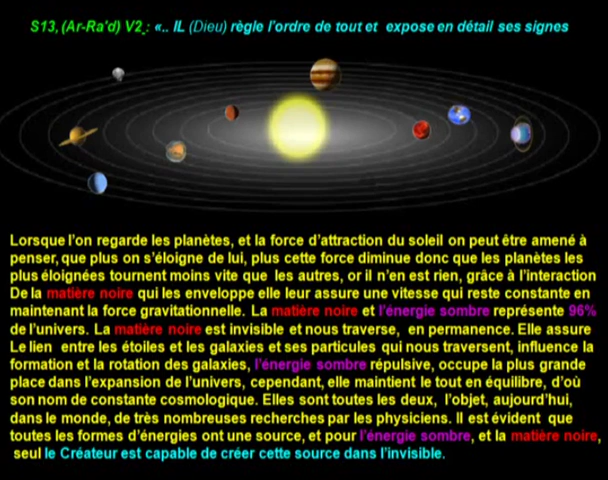 S13, (Ar-Ra'd) V2 : «.. IL (Dieu) règle l'ordre de tout et expose en détail ses signes
Lorsque l'on regarde les planètes, et la force d'attraction du soleil on peut être amené à
penser, que plus on s'éloigne de lui, plus cette force diminue donc que les planètes les
plus éloignées tournent moins vite que les autres, or il n'en est rien, grâce à l'interaction
De la matière noire qui les enveloppe elle leur assure une vitesse qui reste constante en
maintenant la force gravitationnelle. La matière noire et l'énergie sombre représente 96%
de l'univers. La matière noire est invisible et nous traverse, en permanence. Elle assure
Le lien entre les étoiles et les galaxies et ses particules qui nous traversent, influence la
formation et la rotation des galaxies, l'énergie sombre répulsive, occupe la plus grande
place dans l'expansion de l'univers, cependant, elle maintient le tout en équilibre, d'où
son nom de constante cosmologique. Elles sont toutes les deux, l'objet, aujourd'hui,
dans le monde, de très nombreuses recherches par les physiciens. Il est évident que
toutes les formes d'énergies ont une source, et pour l'énergie sombre, et la matière noire,
seul le Créateur est capable de créer cette source dans l'invisible.